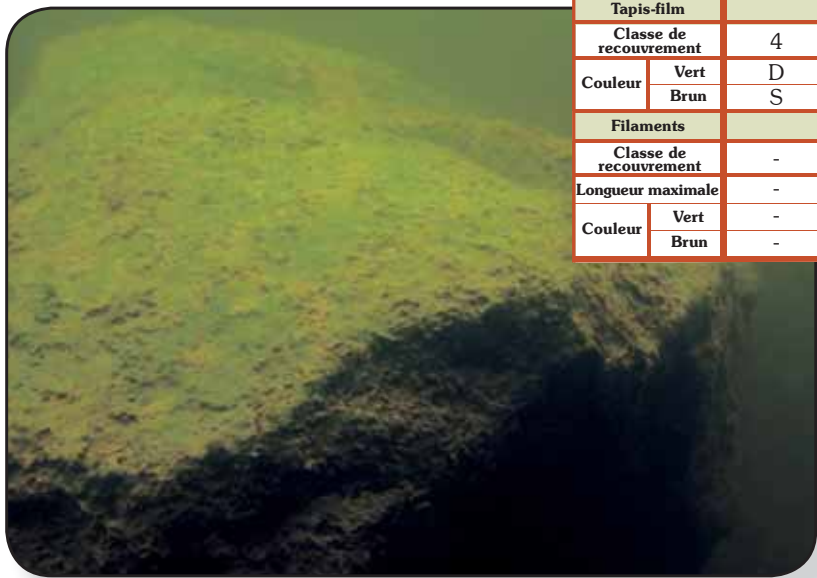 Tapis-film
Classe de
recouvrement 4
Couleur Vert D
Brun S
Filaments
Classe de
recouvrement -
Longueur maximale -
Couleur Vert -
Brun -